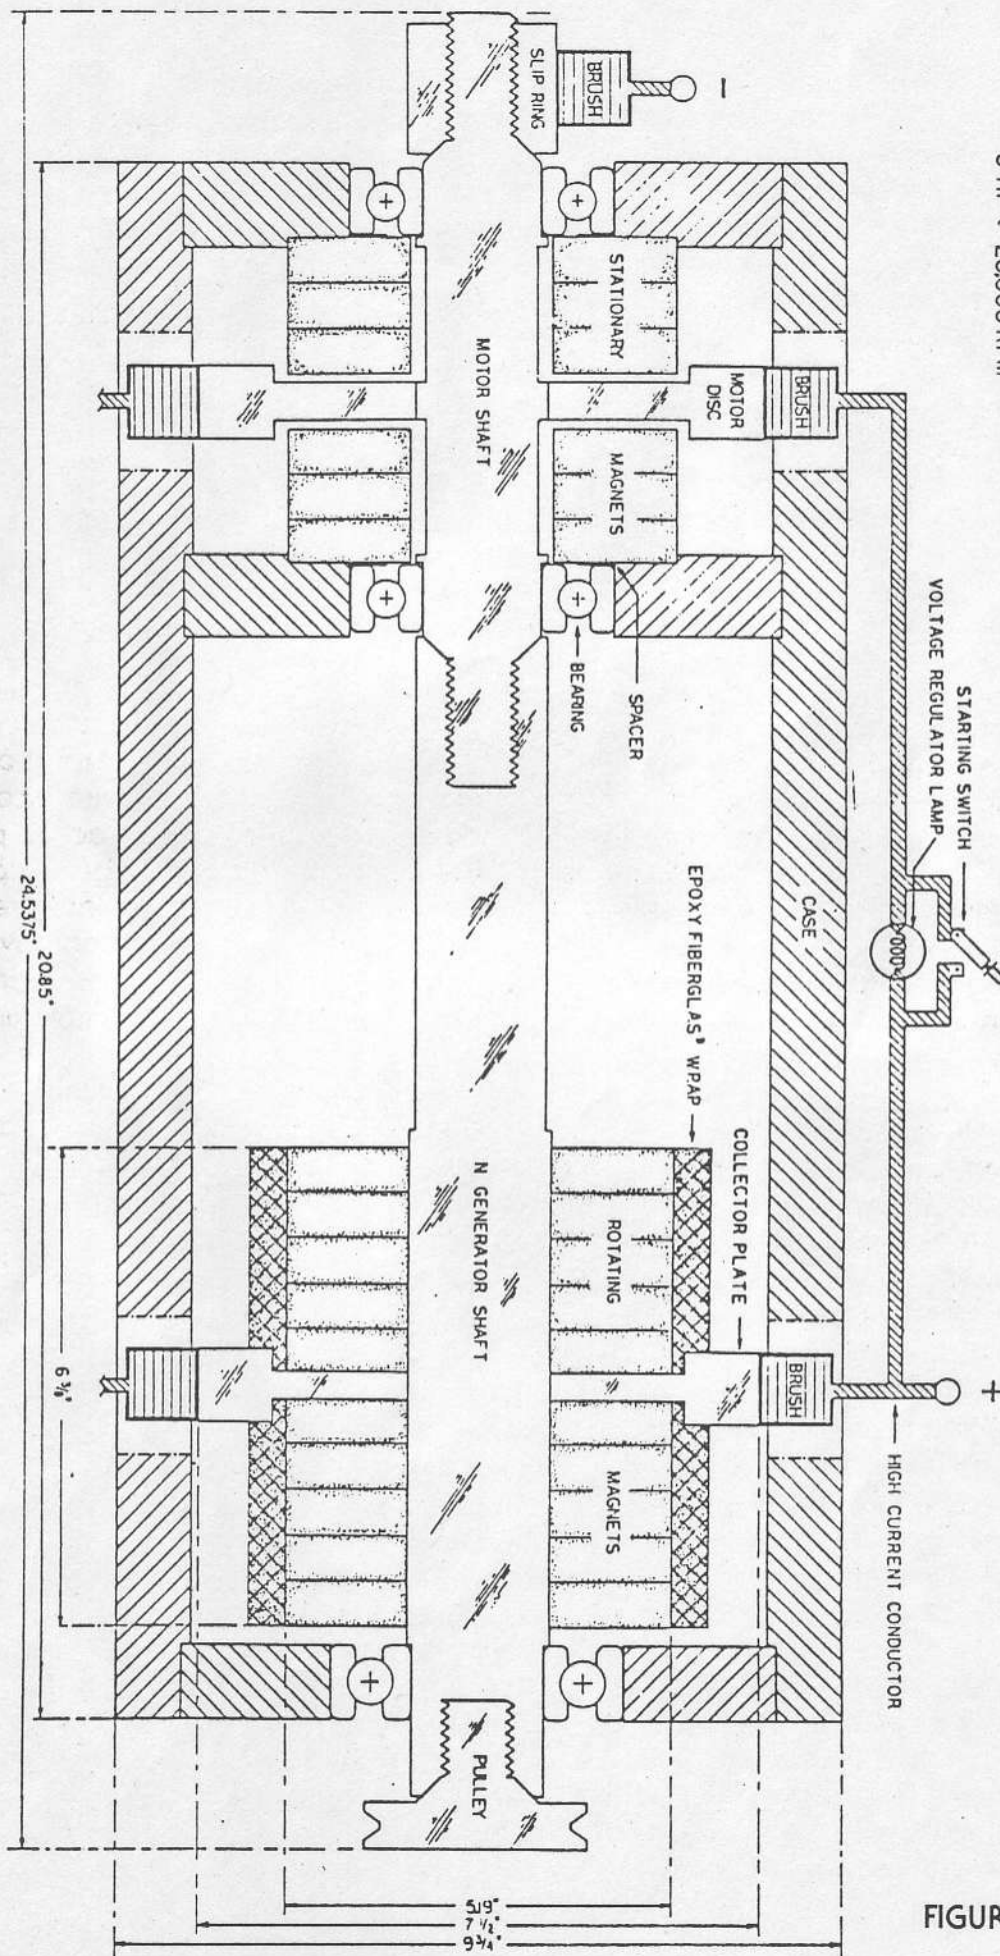 SLIP RING
BRUSH
-
STATIONARY
MOTOR SHAFT
MOTOR
DISC
BRUSH
MAGNETS
SPACER
BEARING
STARTING SWITCH
VOLTAGE REGULATOR LAMP
CASE
EPOXY FIBERGLAS® WRAP
COLLECTOR PLATE
N GENERATOR SHAFT
ROTATING
MAGNETS
BRUSH
+
HIGH CURRENT CONDUCTOR
PULLEY
24.5375"
20.85"
6 3/8"
5.19"
7 1/2"
9 3/4"
FIGUR